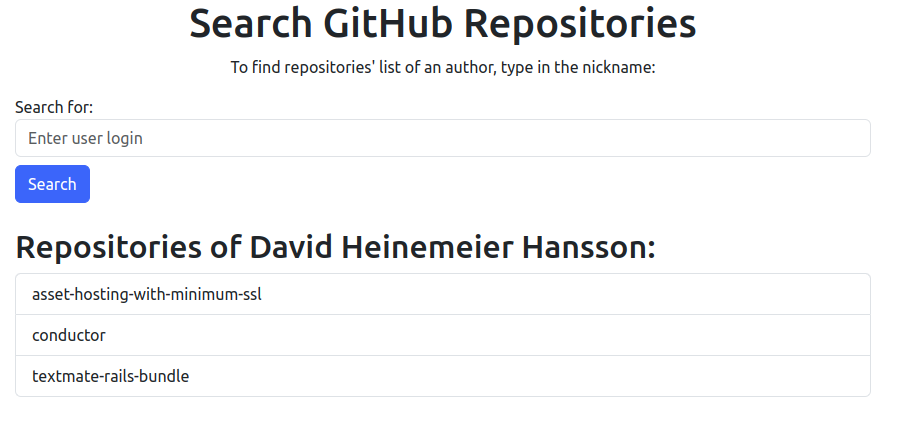 Search GitHub Repositories
To find repositories' list of an author, type in the nickname:
Search for:
Enter user login
Search
Repositories of David Heinemeier Hansson:
asset-hosting-with-minimum-ssl
conductor
textmate-rails-bundle